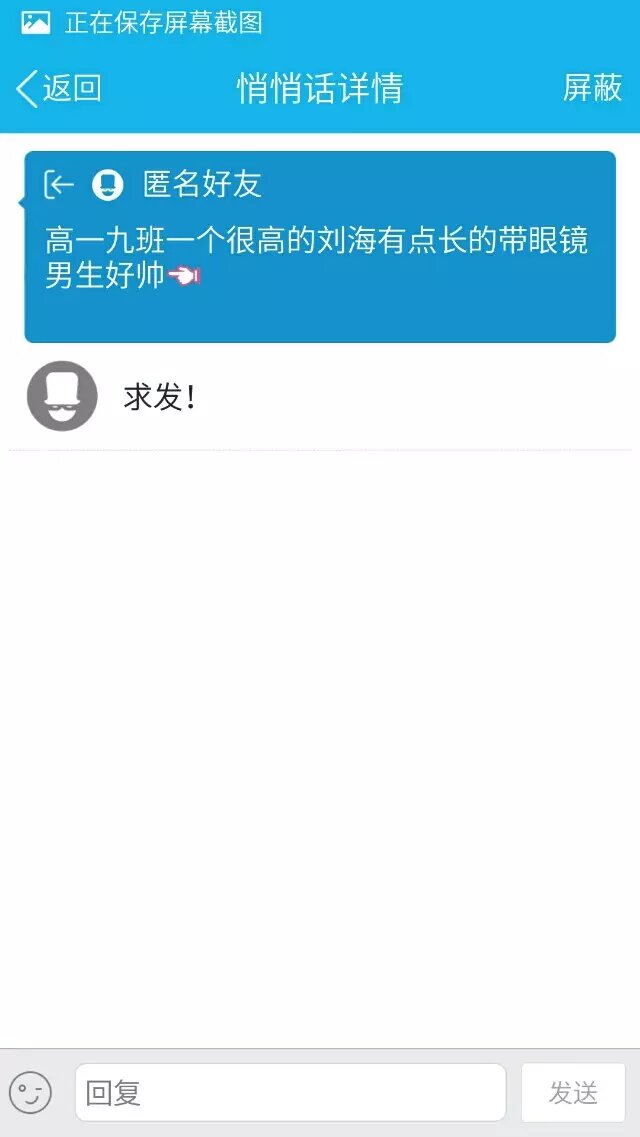 正在保存屏幕截图
返回 悄悄话详情 屏蔽
匿名好友
高一九班一个很高的刘海有点长的带眼镜
男生好帅
求发!
回复 发送